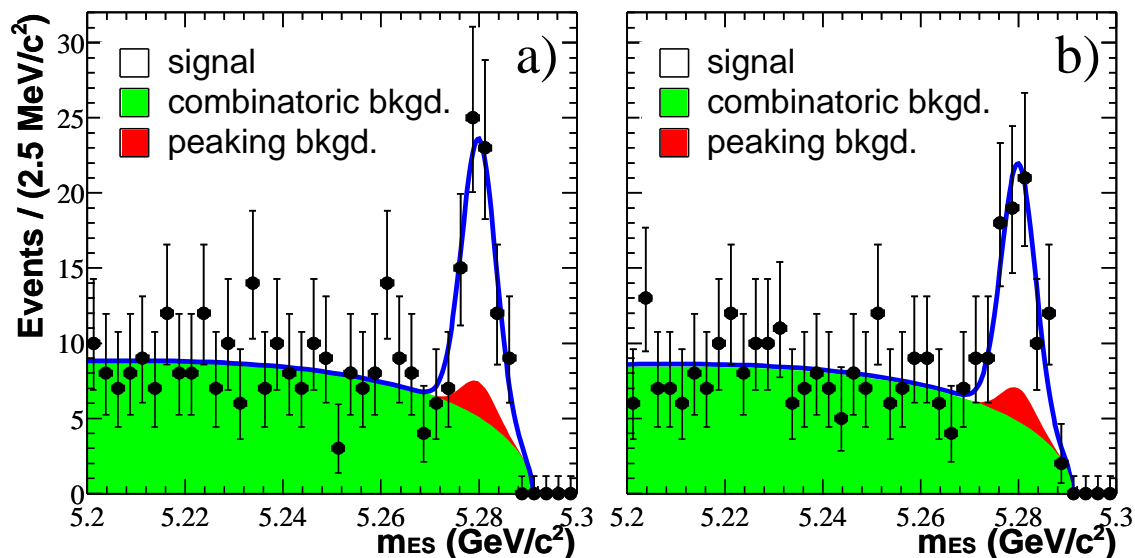 Events / (2.5 MeV/c²)
30
25
20
15
10
5
0
a)
signal
combinatoric bkgd.
peaking bkgd.
5.2 5.22 5.24 5.26 5.28 5.3
mES (GeV/c²)
b)
signal
combinatoric bkgd.
peaking bkgd.
5.2 5.22 5.24 5.26 5.28 5.3
mES (GeV/c²)